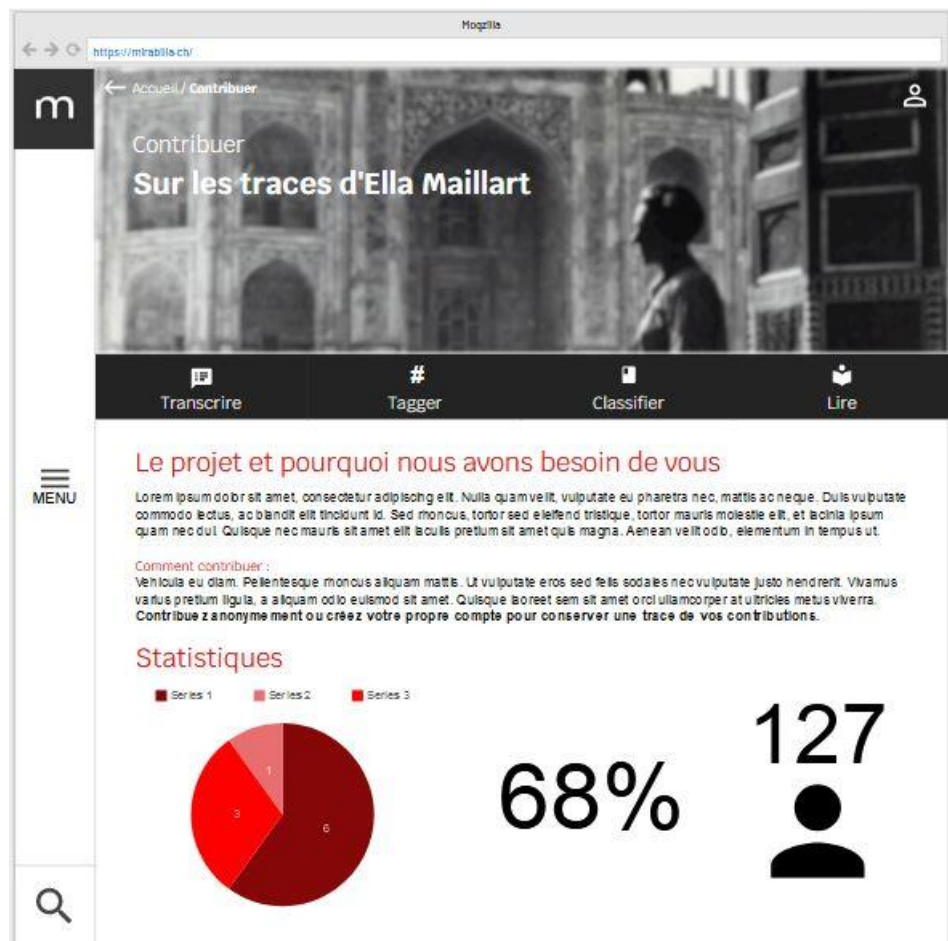 Moqzilla
https://mirabilia.ch/
m
Accueil / Contribuer
Contribuer
Sur les traces d'Ella Maillart
Transcrire
# Tagger
Classifier
Lire
MENU
Le projet et pourquoi nous avons besoin de vous
Lorem ipsum dolor sit amet, consectetur adipiscing elit. Nulla quam velit, vulputate eu pharetra nec, mattis ac neque. Duis vulputate
commodo lectus, ac blandit elit tincidunt id. Sed rhoncus, tortor sed eleifend tristique, tortor mauris molestie elit, et lacinia ipsum
quam nec dui. Quisque nec mauris sit amet elit iaculis pretium sit amet quis magna. Aenean velit odio, elementum in tempus ut.
Comment contribuer :
Vehicula eu diam. Pellentesque rhoncus aliquam mattis. Ut vulputate eros sed felis sodales nec vulputate justo hendrerit. Vivamus
varius pretium ligula, a aliquam odio euismod sit amet. Quisque laoreet sem sit amet orci ullamcorper at ultricies metus viverra.
Contribuez anonymement ou créez votre propre compte pour conserver une trace de vos contributions.
Statistiques
Series 1
Series 2
Series 3
1
3
6
68%
127